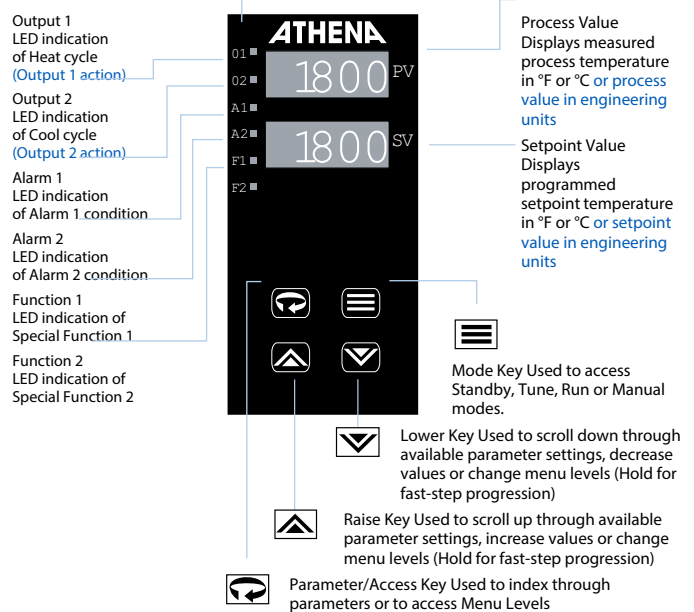 Output 1
LED indication
of Heat cycle
(Output 1 action)
Output 2
LED indication
of Cool cycle
(Output 2 action)
Alarm 1
LED indication
of Alarm 1 condition
Alarm 2
LED indication
of Alarm 2 condition
Function 1
LED indication of
Special Function 1
Function 2
LED indication of
Special Function 2
ATHENA
O1
1800 PV
O2
A1
A2
1800 SV
F1
F2
Process Value
Displays measured
process temperature
in °F or °C or process
value in engineering
units
Setpoint Value
Displays
programmed
setpoint temperature
in °F or °C or setpoint
value in engineering
units
Mode Key Used to access
Standby, Tune, Run or Manual
modes.
Lower Key Used to scroll down through
available parameter settings, decrease
values or change menu levels (Hold for
fast-step progression)
Raise Key Used to scroll up through available
parameter settings, increase values or change
menu levels (Hold for fast-step progression)
Parameter/Access Key Used to index through
parameters or to access Menu Levels